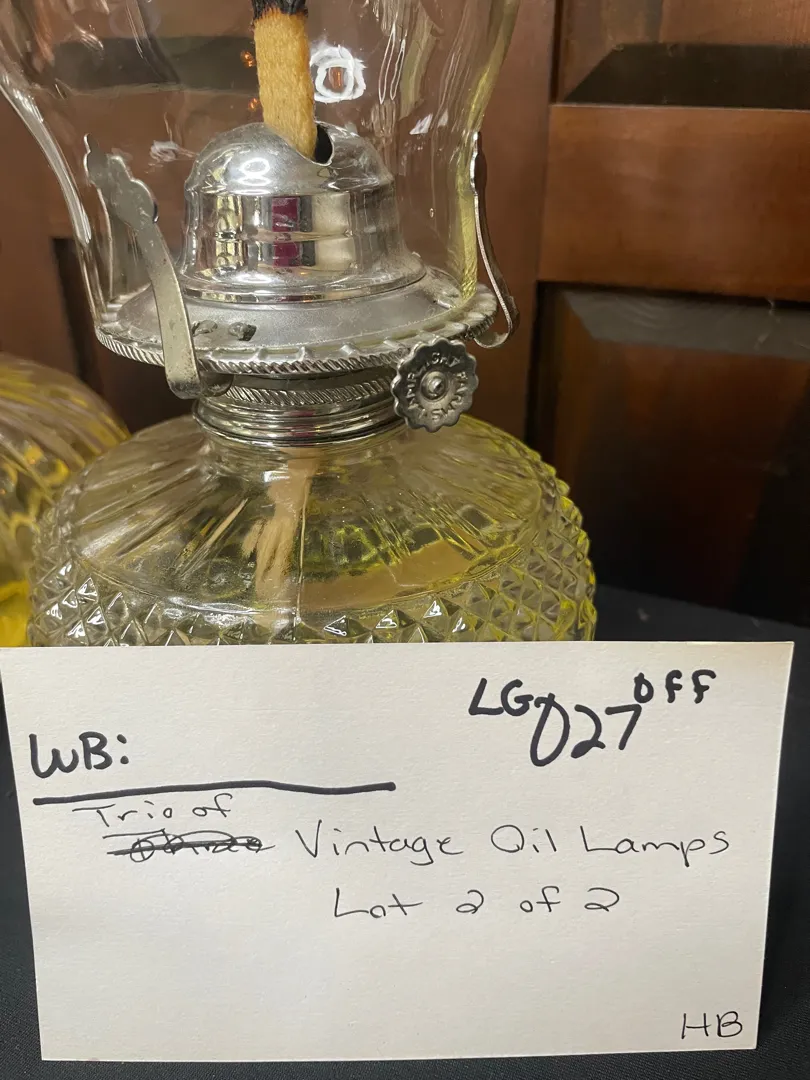 LG027 OFF
WB:
Trio of
Vintage Oil Lamps
Lot 2 of 2
HB